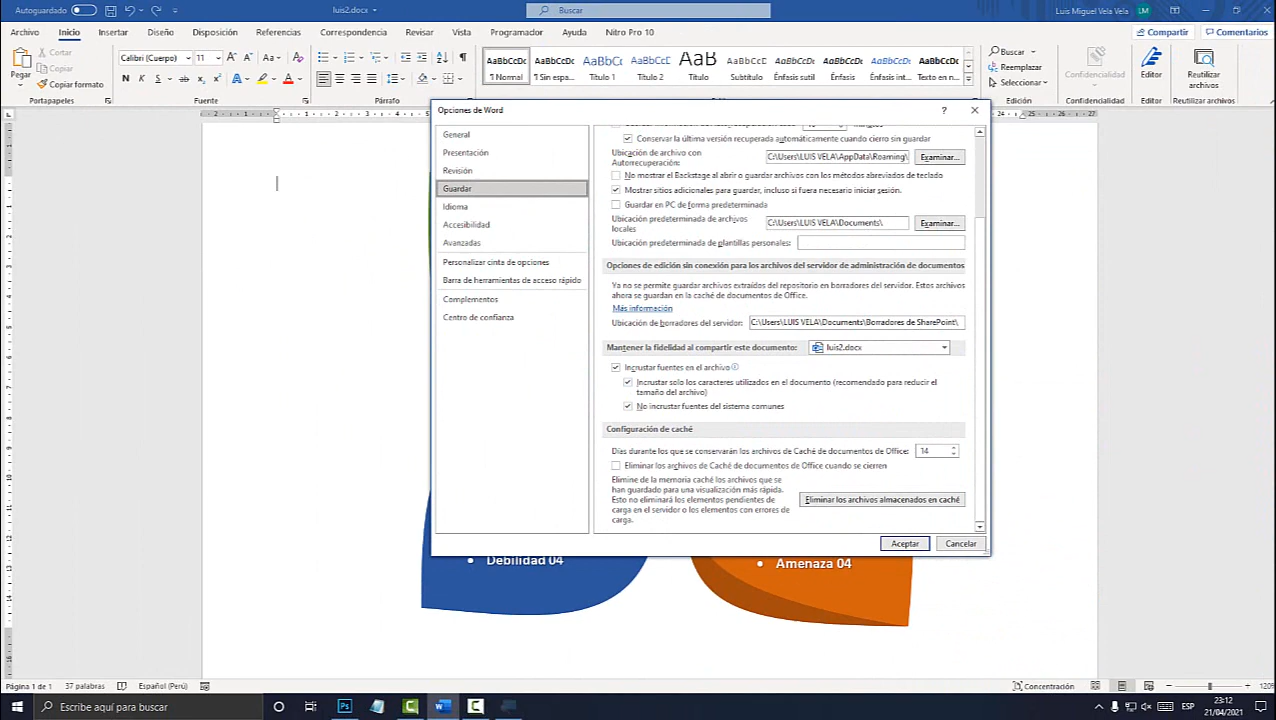 Autoguardado
luis2.docx
Buscar
Luis Miguel Vela Vela
LM
Archivo
Inicio
Insertar
Diseño
Disposición
Referencias
Correspondencia
Revisar
Vista
Programador
Ayuda
Nitro Pro 10
Compartir
Comentarios
Pegar
Cortar
Copiar
Copiar formato
Portapapeles
Calibri (Cuerpo)
11
N K S
Fuente
Párrafo
AaBbCcDc
¶ Normal
AaBbCcDc
¶ Sin espa...
AaBbCc
Título 1
AaBbCcC
Título 2
AaB
Título
AaBbCcC
Subtítulo
AaBbCcDc
Énfasis sutil
AaBbCcDc
Énfasis
AaBbCcDc
Énfasis int...
AaBbCcDc
Texto en n...
Buscar
Reemplazar
Seleccionar
Edición
Confidencialidad
Confidencialidad
Editor
Editor
Reutilizar
archivos
Reutilizar archivos
Opciones de Word
General
Presentación
Revisión
Guardar
Idioma
Accesibilidad
Avanzadas
Personalizar cinta de opciones
Barra de herramientas de acceso rápido
Complementos
Centro de confianza
Conservar la última versión recuperada automáticamente cuando cierro sin guardar
Ubicación de archivo con
Autorrecuperación:
C:\Users\LUIS VELA\AppData\Roaming\
Examinar...
No mostrar el Backstage al abrir o guardar archivos con los métodos abreviados de teclado
Mostrar sitios adicionales para guardar, incluso si fuera necesario iniciar sesión.
Guardar en PC de forma predeterminada
Ubicación predeterminada de archivos
locales
C:\Users\LUIS VELA\Documents\
Examinar...
Ubicación predeterminada de plantillas personales:
Opciones de edición sin conexión para los archivos del servidor de administración de documentos
Ya no se permite guardar archivos extraídos del repositorio en borradores del servidor. Estos archivos
ahora se guardan en la caché de documentos de Office.
Más información
Ubicación de borradores del servidor: C:\Users\LUIS VELA\Documents\Borradores de SharePoint\
Mantener la fidelidad al compartir este documento: luis2.docx
Incrustar fuentes en el archivo
Incrustar solo los caracteres utilizados en el documento (recomendado para reducir el
tamaño del archivo)
No incrustar fuentes del sistema comunes
Configuración de caché
Días durante los que se conservarán los archivos de Caché de documentos de Office: 14
Eliminar los archivos de Caché de documentos de Office cuando se cierren
Elimine de la memoria caché los archivos que se
han guardado para una visualización más rápida.
Esto no eliminará los elementos pendientes de
carga en el servidor o los elementos con errores de
carga.
Eliminar los archivos almacenados en caché
Aceptar
Cancelar
• Debilidad 04
• Amenaza 04
Página 1 de 1
37 palabras
Español (Perú)
Concentración
Escribe aquí para buscar
ESP
23:12
21/04/2021